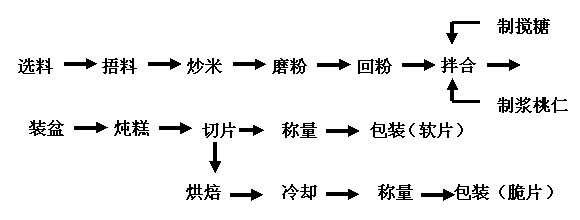 制搅糖
选料 捂料 炒米 磨粉 回粉 拌合
制浆桃仁
装盆 炖糕 切片 称量 包装（软片）
烘焙 冷却 称量 包装（脆片）